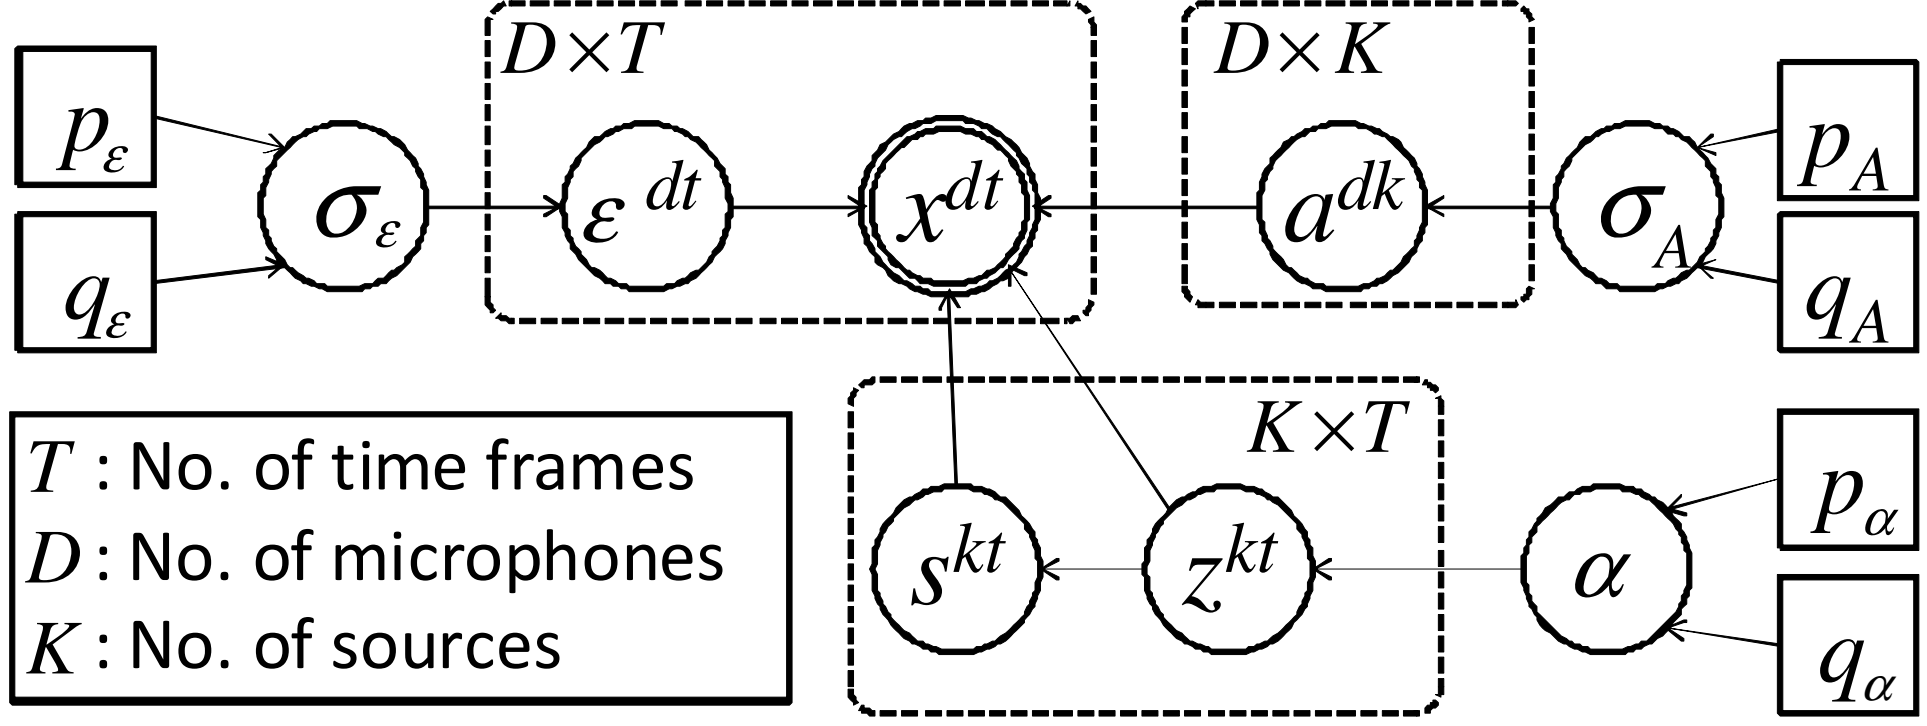 D×T
D×K
p_ε
σ_ε
ε^{dt}
x^{dt}
a^{dk}
σ_A
p_A
q_ε
q_A
K×T
T : No. of time frames
D : No. of microphones
K : No. of sources
s^{kt}
z^{kt}
α
p_α
q_α